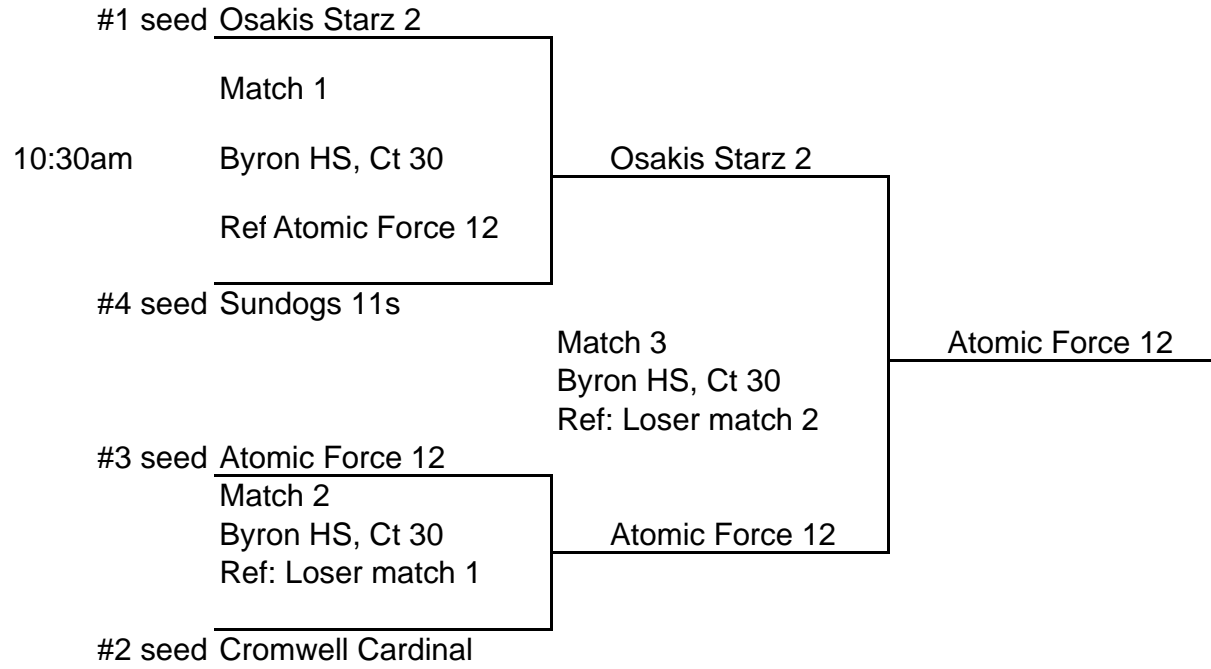 #1 seed Osakis Starz 2
Match 1
10:30am Byron HS, Ct 30 Osakis Starz 2
Ref Atomic Force 12
#4 seed Sundogs 11s
Match 3 Atomic Force 12
Byron HS, Ct 30
Ref: Loser match 2
#3 seed Atomic Force 12
Match 2
Byron HS, Ct 30 Atomic Force 12
Ref: Loser match 1
#2 seed Cromwell Cardinal